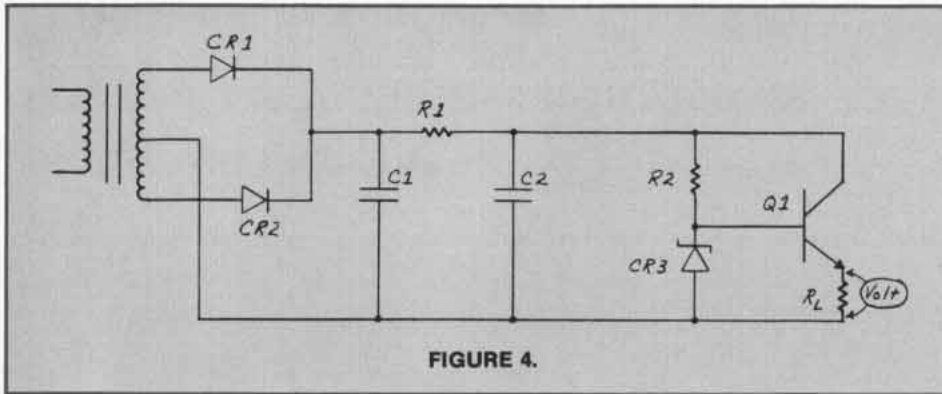 CR1
R1
C1
C2
R2
Q1
CR2
CR3
RL
Volt
FIGURE 4.